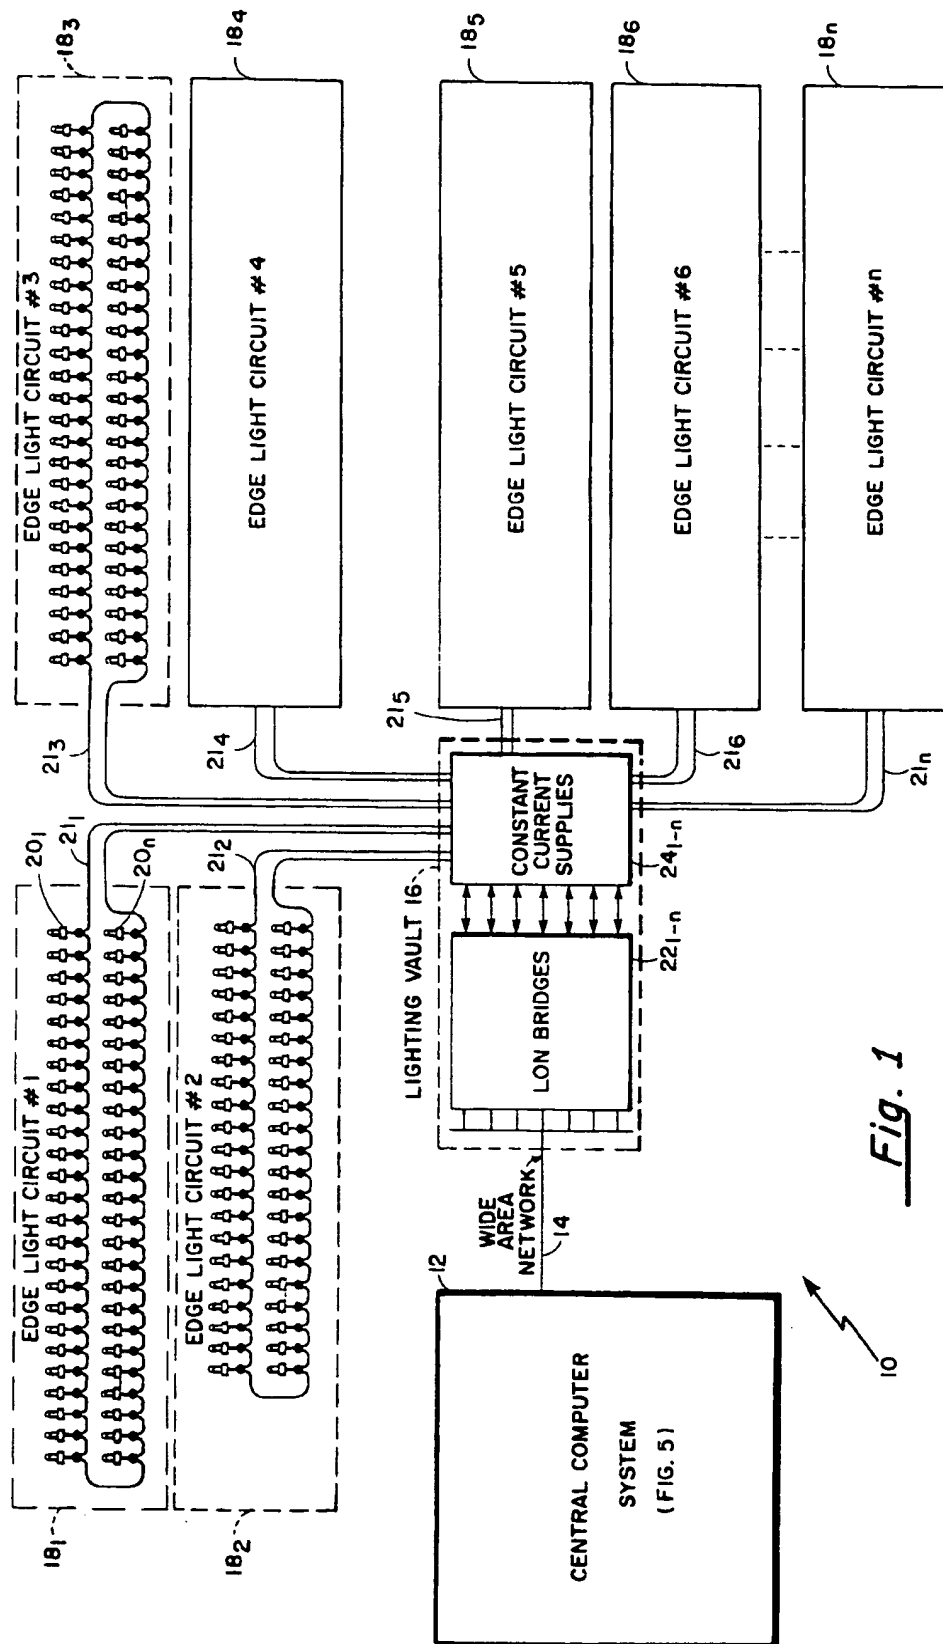 EDGE LIGHT CIRCUIT #1
18₁
20₁
20ₙ
21₁
EDGE LIGHT CIRCUIT #2
18₂
21₂
EDGE LIGHT CIRCUIT #3
18₃
21₃
EDGE LIGHT CIRCUIT #4
18₄
21₄
EDGE LIGHT CIRCUIT #5
18₅
21₅
EDGE LIGHT CIRCUIT #6
18₆
21₆
EDGE LIGHT CIRCUIT #n
18ₙ
21ₙ
LIGHTING VAULT 16
CONSTANT
CURRENT
SUPPLIES
24₁₋ₙ
LON BRIDGES
22₁₋ₙ
WIDE
AREA
NETWORK
14
12
CENTRAL COMPUTER
SYSTEM
(FIG. 5)
10
Fig. 1